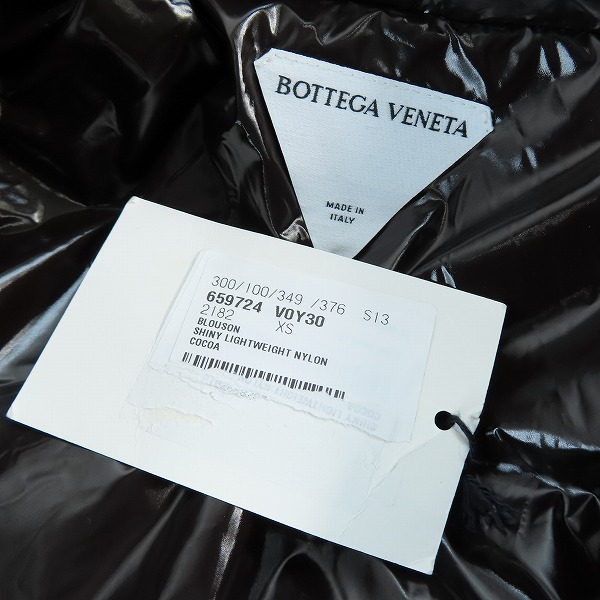 BOTTEGA VENETA
MADE IN
ITALY
300/100/349 /376 S13
659724 V0Y30
2182 XS
BLOUSON
SHINY LIGHTWEIGHT NYLON
COCOA